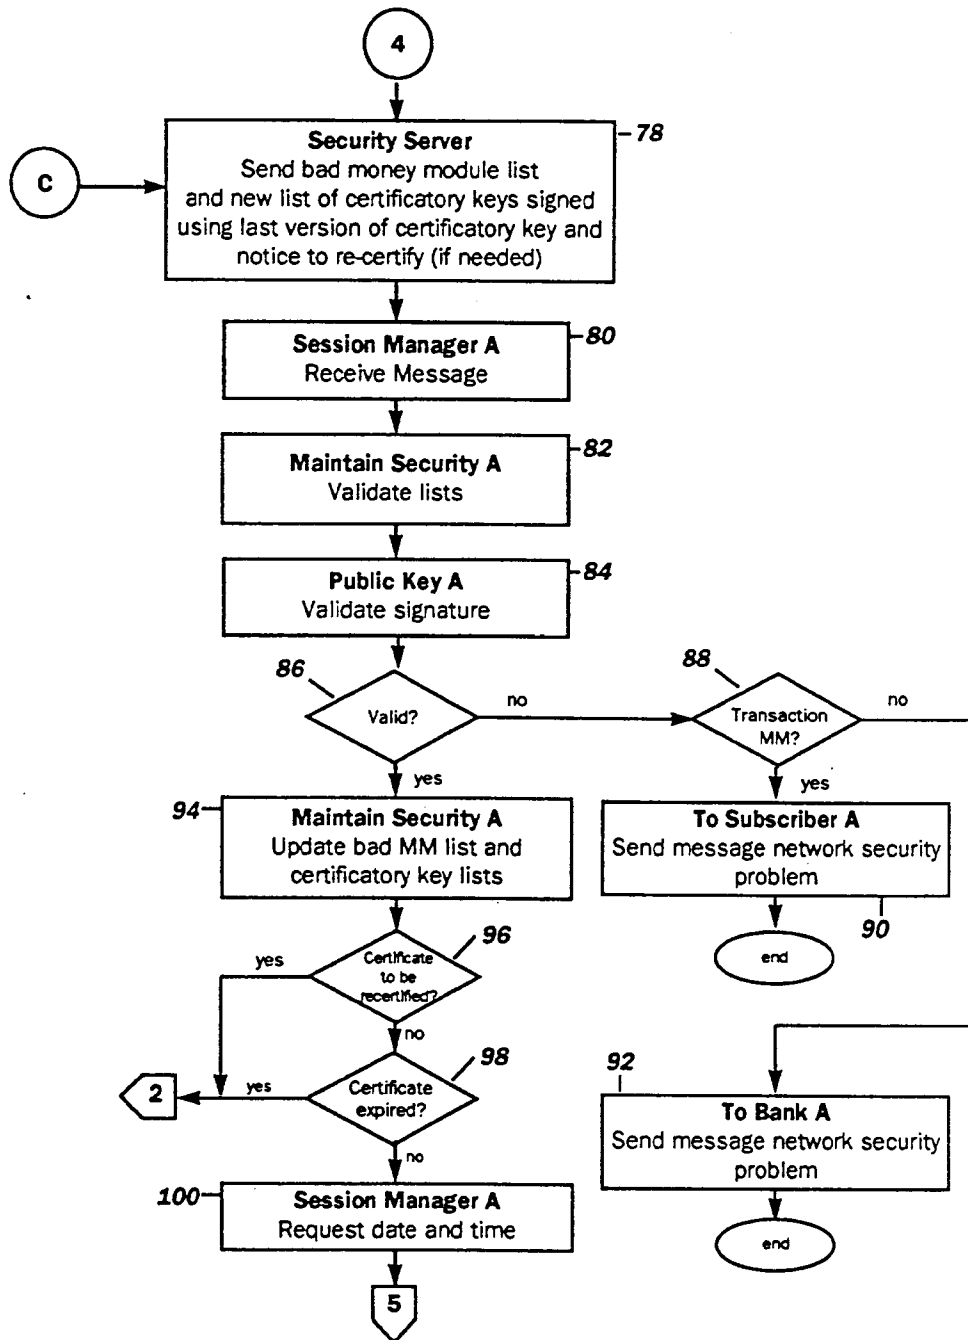 4
C
Security Server
Send bad money module list
and new list of certificatory keys signed
using last version of certificatory key and
notice to re-certify (if needed)
78
Session Manager A
Receive Message
80
Maintain Security A
Validate lists
82
Public Key A
Validate signature
84
86
Valid?
no
yes
88
Transaction
MM?
no
yes
94
Maintain Security A
Update bad MM list and
certificatory key lists
To Subscriber A
Send message network security
problem
90
end
96
Certificate
to be
recertified?
yes
no
98
Certificate
expired?
yes
2
no
92
To Bank A
Send message network security
problem
end
100
Session Manager A
Request date and time
5